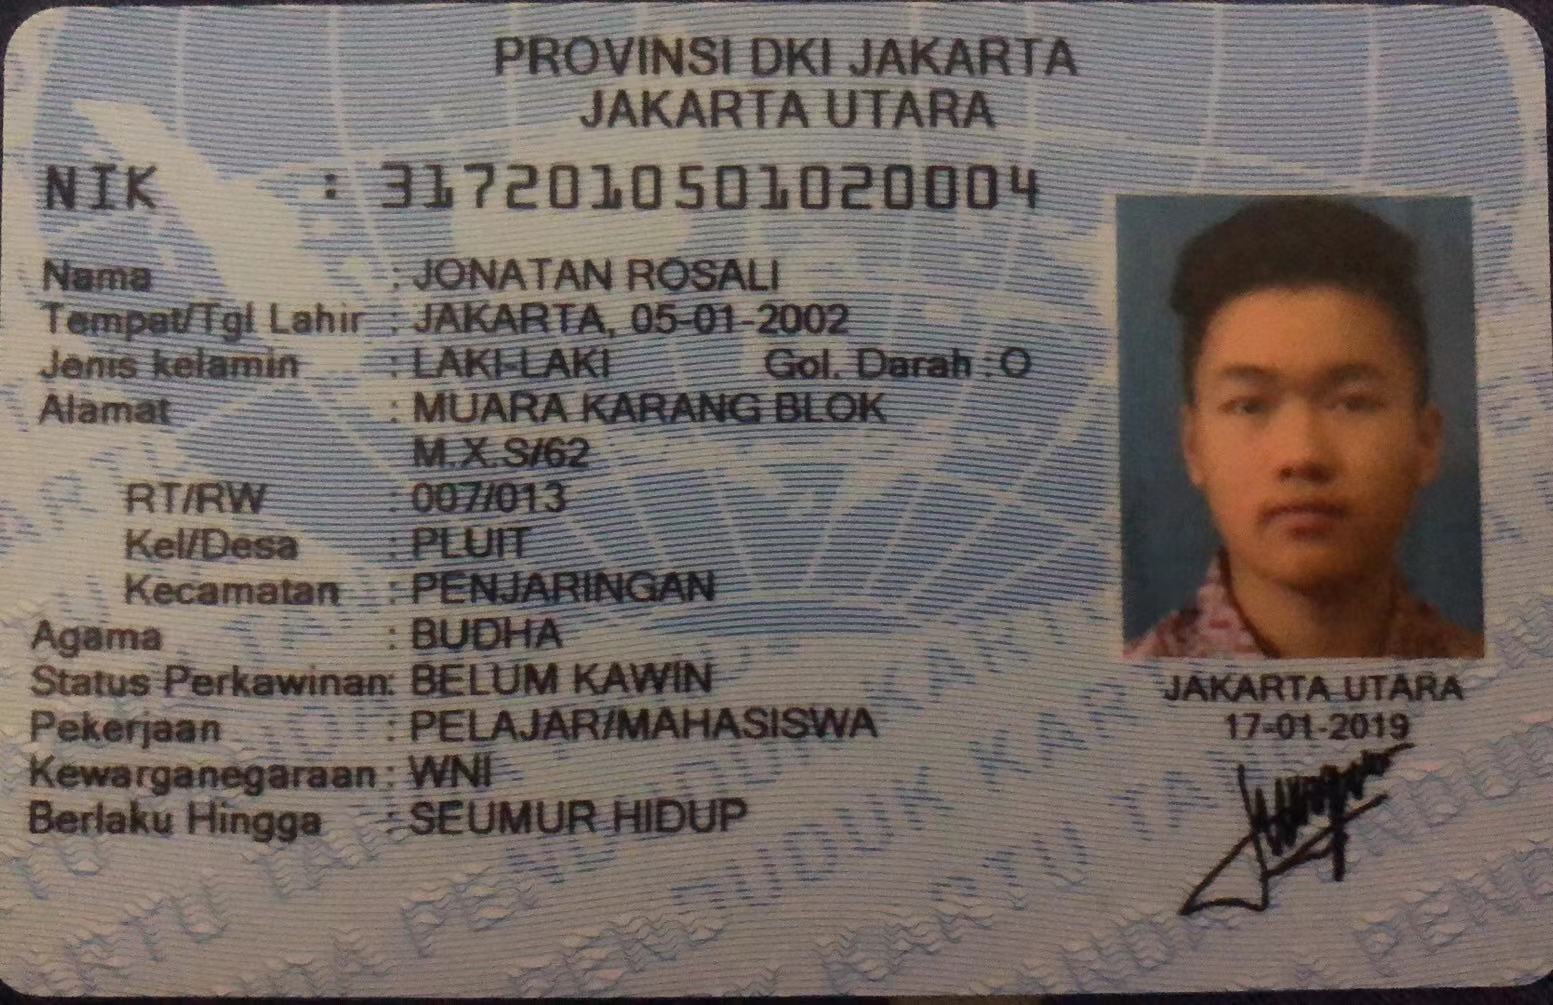 PROVINSI DKI JAKARTA
JAKARTA UTARA
NIK : 3172010501020004
Nama : JONATAN ROSALI
Tempat/Tgl Lahir : JAKARTA, 05-01-2002
Jenis kelamin : LAKI-LAKI Gol. Darah : O
Alamat : MUARA KARANG BLOK
M.X.S/62
RT/RW : 007/013
Kel/Desa : PLUIT
Kecamatan : PENJARINGAN
Agama : BUDHA
Status Perkawinan: BELUM KAWIN
Pekerjaan : PELAJAR/MAHASISWA
Kewarganegaraan : WNI
Berlaku Hingga : SEUMUR HIDUP
JAKARTA UTARA
17-01-2019